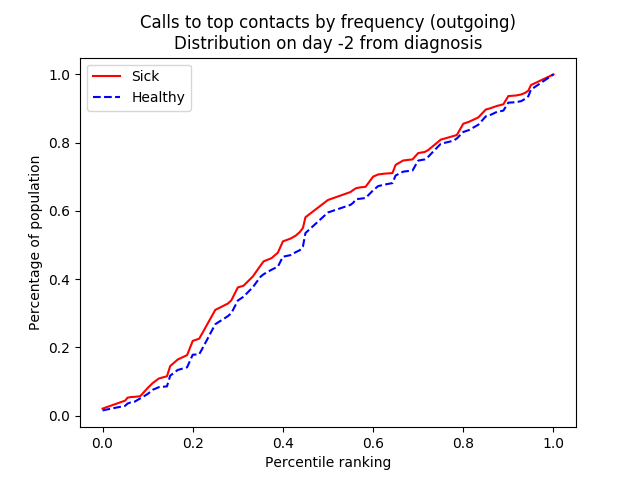 Calls to top contacts by frequency (outgoing)
Distribution on day -2 from diagnosis
Sick
Healthy
Percentage of population
1.0
0.8
0.6
0.4
0.2
0.0
0.0 0.2 0.4 0.6 0.8 1.0
Percentile ranking